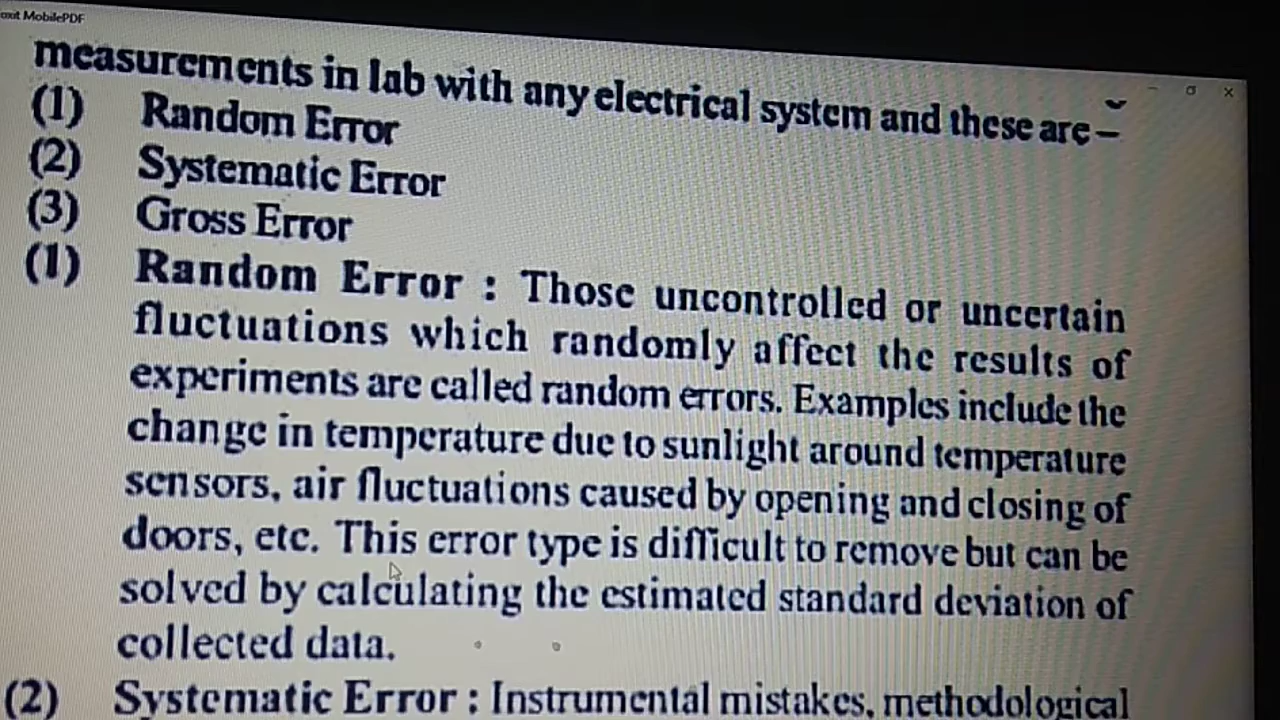 oxit MobilePDF
measurements in lab with any electrical system and these are –
(1) Random Error
(2) Systematic Error
(3) Gross Error
(1) Random Error : Those uncontrolled or uncertain
fluctuations which randomly affect the results of
experiments are called random errors. Examples include the
change in temperature due to sunlight around temperature
sensors, air fluctuations caused by opening and closing of
doors, etc. This error type is difficult to remove but can be
solved by calculating the estimated standard deviation of
collected data.
(2) Systematic Error : Instrumental mistakes, methodological